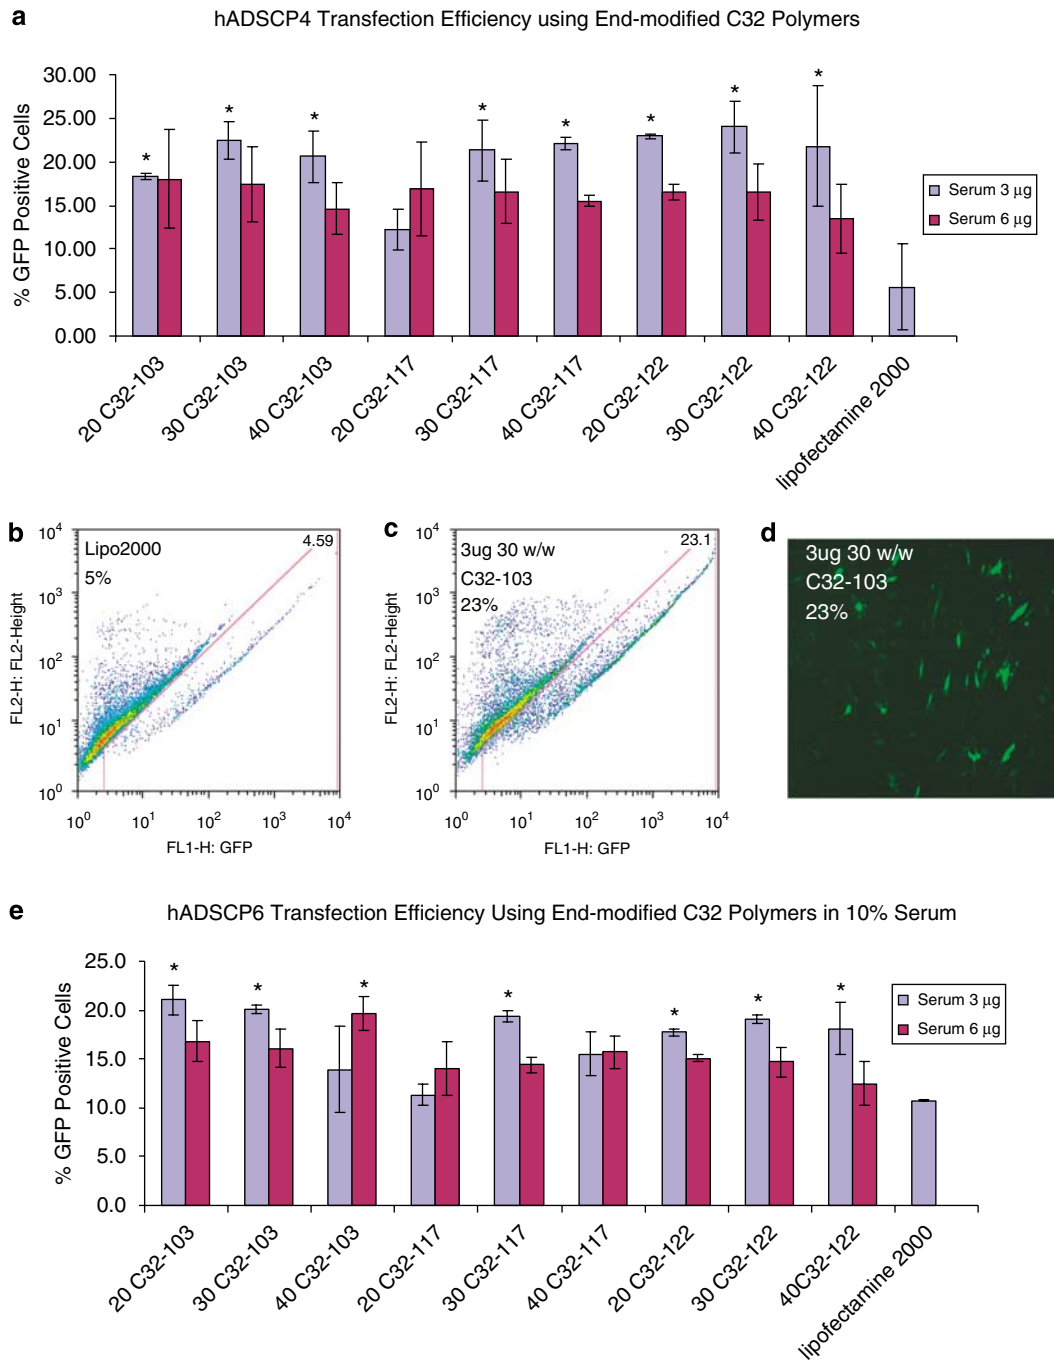 a
hADSCP4 Transfection Efficiency using End-modified C32 Polymers
% GFP Positive Cells
30.00
25.00
20.00
15.00
10.00
5.00
0.00
* * * * * * * *
Serum 3 µg
Serum 6 µg
20 C32-103
30 C32-103
40 C32-103
20 C32-117
30 C32-117
40 C32-117
20 C32-122
30 C32-122
40 C32-122
lipofectamine 2000
b
Lipo2000
5%
4.59
FL2-H: FL2-Height
10⁴
10³
10²
10¹
10⁰
10⁰ 10¹ 10² 10³ 10⁴
FL1-H: GFP
c
3ug 30 w/w
C32-103
23%
23.1
FL2-H: FL2-Height
10⁴
10³
10²
10¹
10⁰
10⁰ 10¹ 10² 10³ 10⁴
FL1-H: GFP
d
3ug 30 w/w
C32-103
23%
e
hADSCP6 Transfection Efficiency Using End-modified C32 Polymers in 10% Serum
% GFP Positive Cells
25.0
20.0
15.0
10.0
5.0
0.0
* * * * * * *
Serum 3 µg
Serum 6 µg
20 C32-103
30 C32-103
40 C32-103
20 C32-117
30 C32-117
40 C32-117
20 C32-122
30 C32-122
40C32-122
lipofectamine 2000